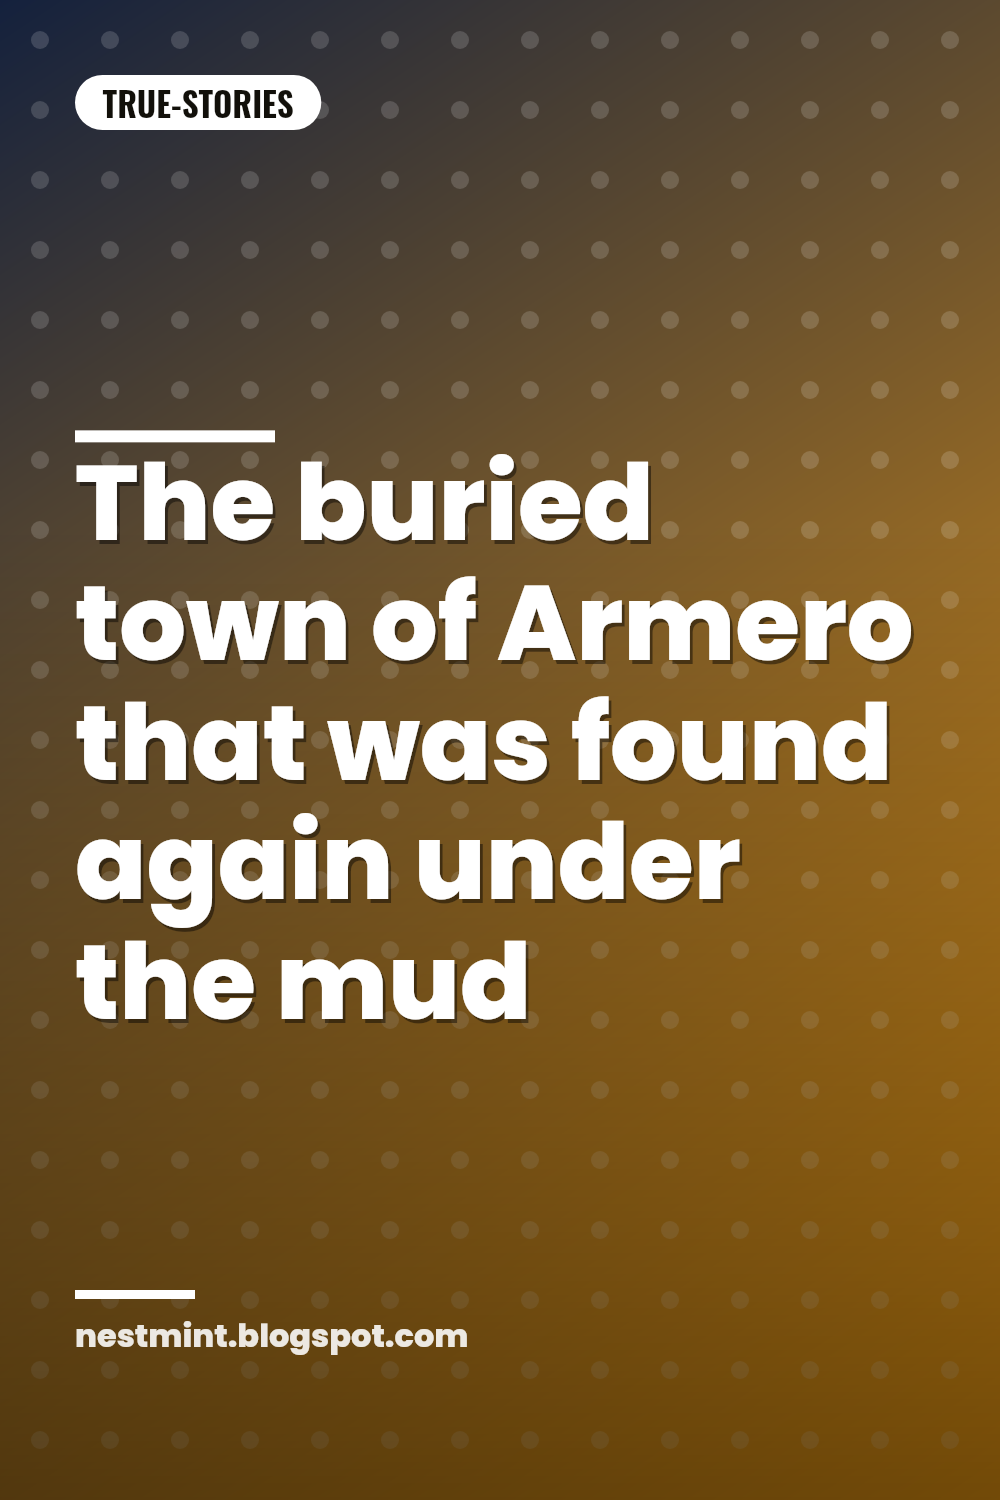 TRUE-STORIES
The buried
town of Armero
that was found
again under
the mud
nestmint.blogspot.com